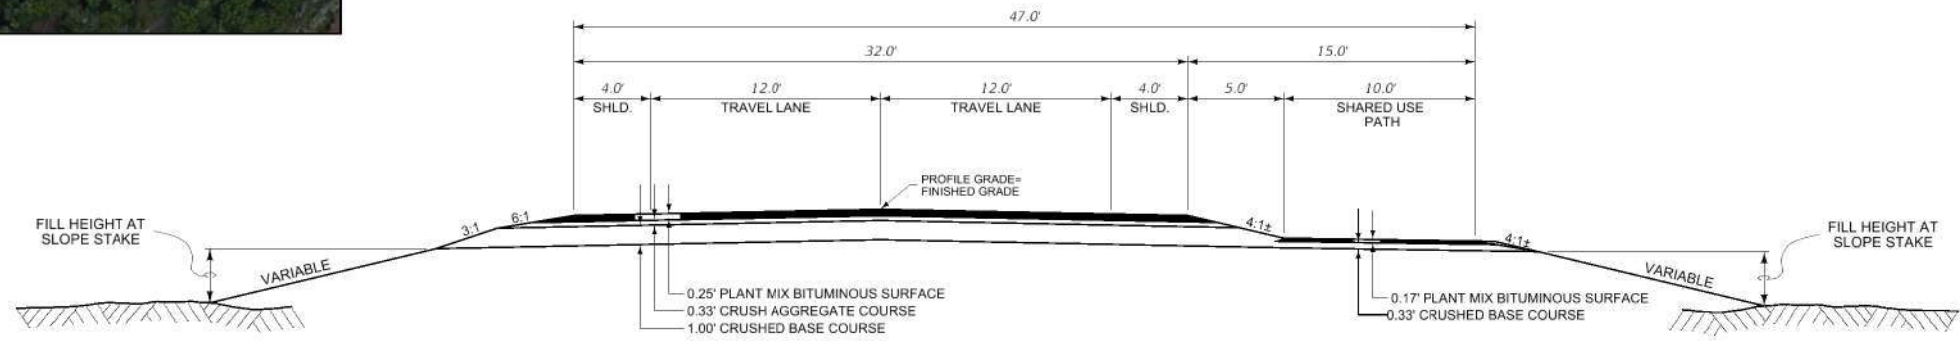 47.0'
32.0'
15.0'
4.0'
12.0'
12.0'
4.0'
5.0'
10.0'
SHLD.
TRAVEL LANE
TRAVEL LANE
SHLD.
SHARED USE
PATH
PROFILE GRADE=
FINISHED GRADE
FILL HEIGHT AT
SLOPE STAKE
VARIABLE
3:1
6:1
4:1±
4:1±
VARIABLE
FILL HEIGHT AT
SLOPE STAKE
0.25' PLANT MIX BITUMINOUS SURFACE
0.33' CRUSH AGGREGATE COURSE
1.00' CRUSHED BASE COURSE
0.17' PLANT MIX BITUMINOUS SURFACE
0.33' CRUSHED BASE COURSE